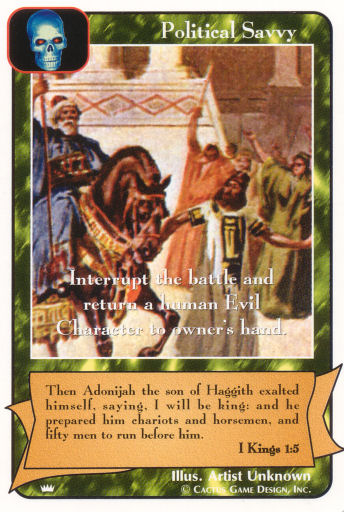 Political Savvy
Interrupt the battle and
return a human Evil
Character to owner's hand.
Then Adonijah the son of Haggith exalted
himself, saying, I will be king: and he
prepared him chariots and horsemen, and
fifty men to run before him.
I Kings 1:5
Illus. Artist Unknown
© Cactus Game Design, Inc.